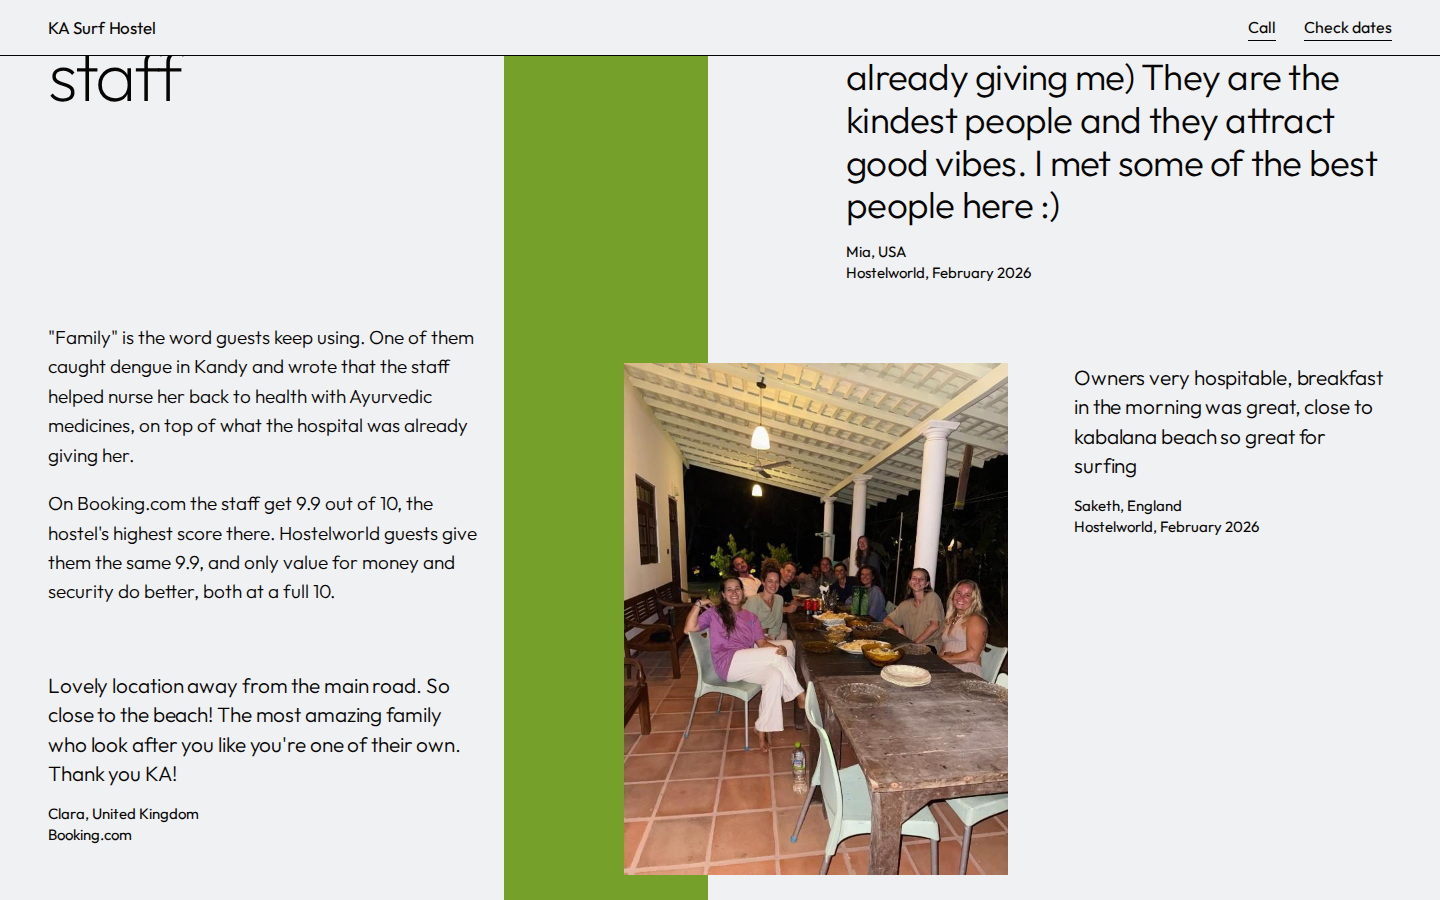 KA Surf Hostel
Call
Check dates
staff
already giving me) They are the
kindest people and they attract
good vibes. I met some of the best
people here :)
Mia, USA
Hostelworld, February 2026
"Family" is the word guests keep using. One of them
caught dengue in Kandy and wrote that the staff
helped nurse her back to health with Ayurvedic
medicines, on top of what the hospital was already
giving her.
On Booking.com the staff get 9.9 out of 10, the
hostel's highest score there. Hostelworld guests give
them the same 9.9, and only value for money and
security do better, both at a full 10.
Lovely location away from the main road. So
close to the beach! The most amazing family
who look after you like you're one of their own.
Thank you KA!
Clara, United Kingdom
Booking.com
Owners very hospitable, breakfast
in the morning was great, close to
kabalana beach so great for
surfing
Saketh, England
Hostelworld, February 2026